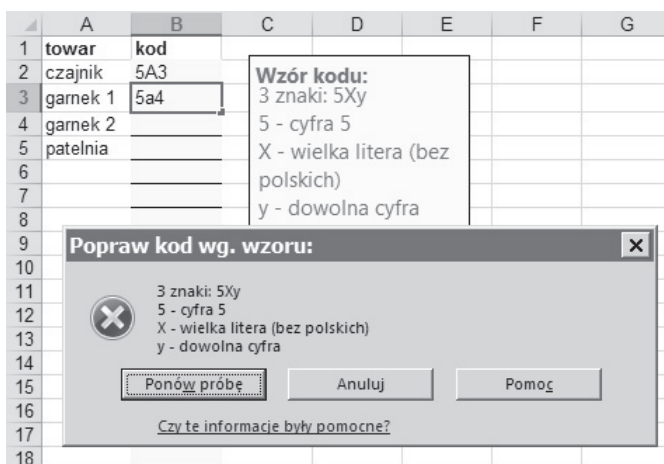 A B C D E F G
1 towar kod
2 czajnik 5A3
3 garnek 1 5a4
4 garnek 2
5 patelnia
6
7
8
9
10
11
12
13
14
15
16
17
18
Wzór kodu:
3 znaki: 5Xy
5 - cyfra 5
X - wielka litera (bez
polskich)
y - dowolna cyfra
Popraw kod wg. wzoru:
3 znaki: 5Xy
5 - cyfra 5
X - wielka litera (bez polskich)
y - dowolna cyfra
Ponów próbę Anuluj Pomoc
Czy te informacje były pomocne?